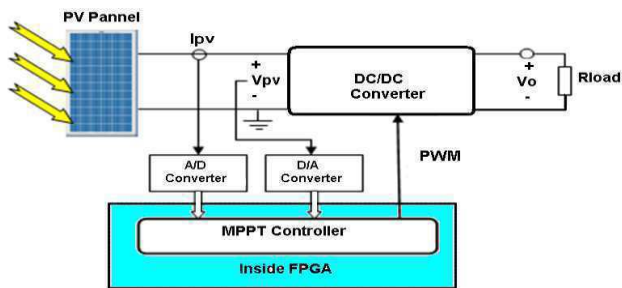 PV Pannel
Ipv
+
Vpv
-
DC/DC
Converter
+
Vo
-
Rload
A/D
Converter
D/A
Converter
PWM
MPPT Controller
Inside FPGA